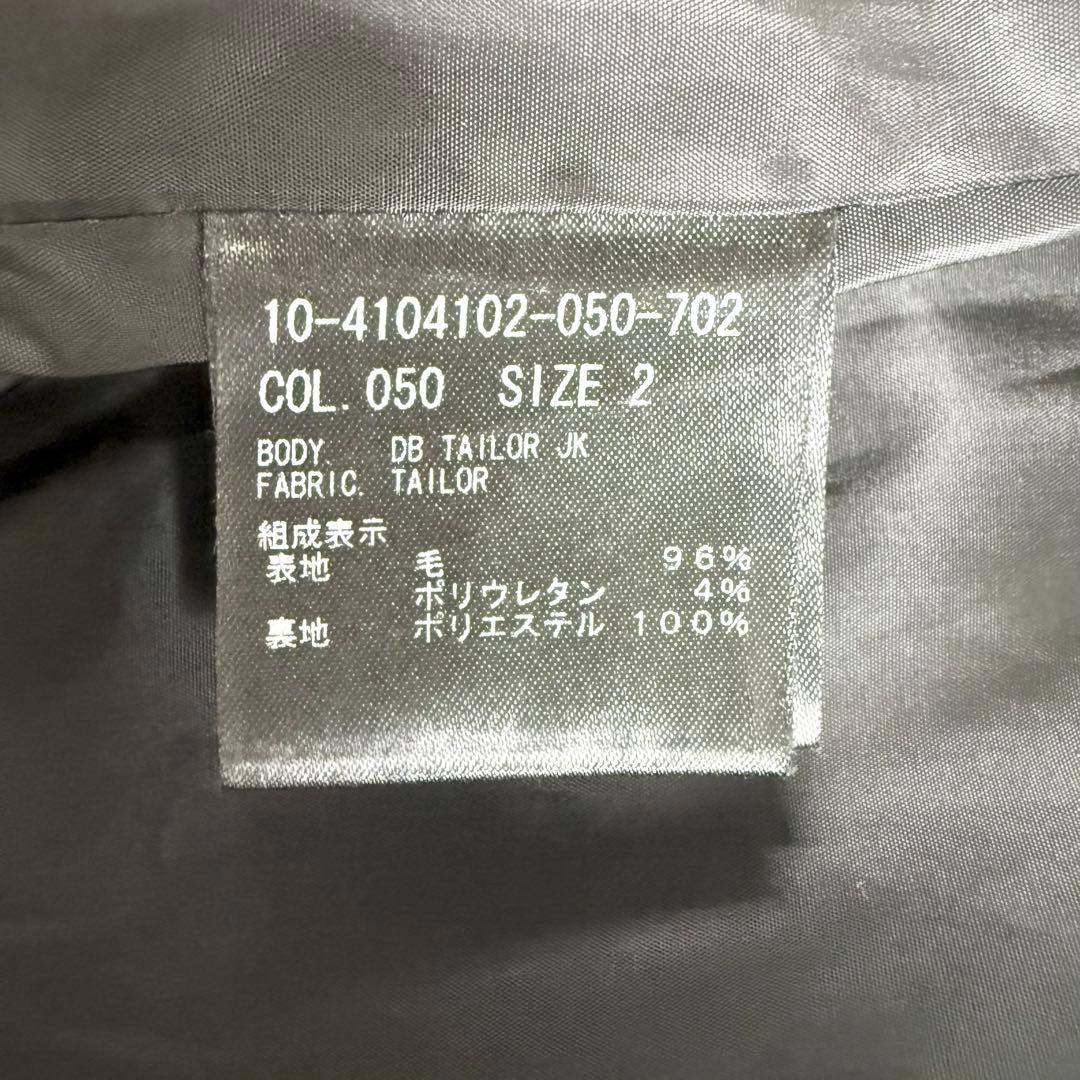 10-4104102-050-702
COL. 050 SIZE 2
BODY. DB TAILOR JK
FABRIC. TAILOR
組成表示
表地 毛 96%
ポリウレタン 4%
裏地 ポリエステル 100%